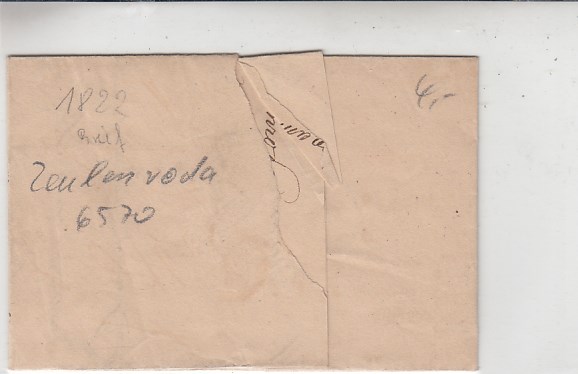 1822
Brief
4,-
Zeulenroda
6570